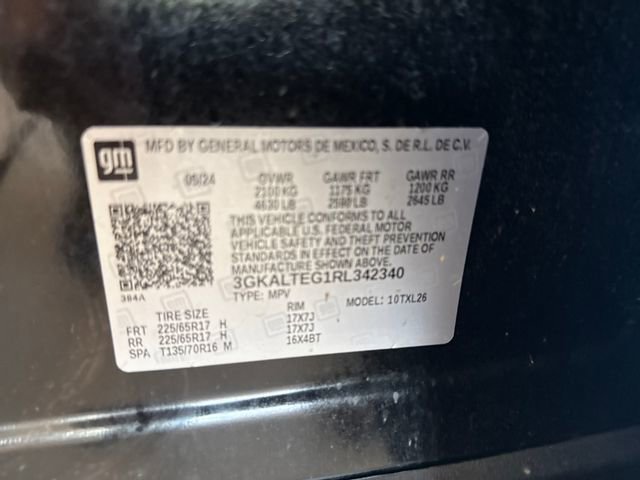 gm
MFD BY GENERAL MOTORS DE MEXICO, S. DE R.L. DE C.V.
05/24 GVWR GAWR FRT GAWR RR
2100 KG 1175 KG 1200 KG
4630 LB 2590 LB 2645 LB
THIS VEHICLE CONFORMS TO ALL
APPLICABLE U.S. FEDERAL MOTOR
VEHICLE SAFETY AND THEFT PREVENTION
STANDARDS IN EFFECT ON THE DATE OF
MANUFACTURE SHOWN ABOVE.
3GKALTEG1RL342340
384A
TYPE: MPV MODEL: 10TXL26
TIRE SIZE RIM
FRT 225/65R17 H 17X7J
RR 225/65R17 H 17X7J
SPA T135/70R16 M 16X4BT